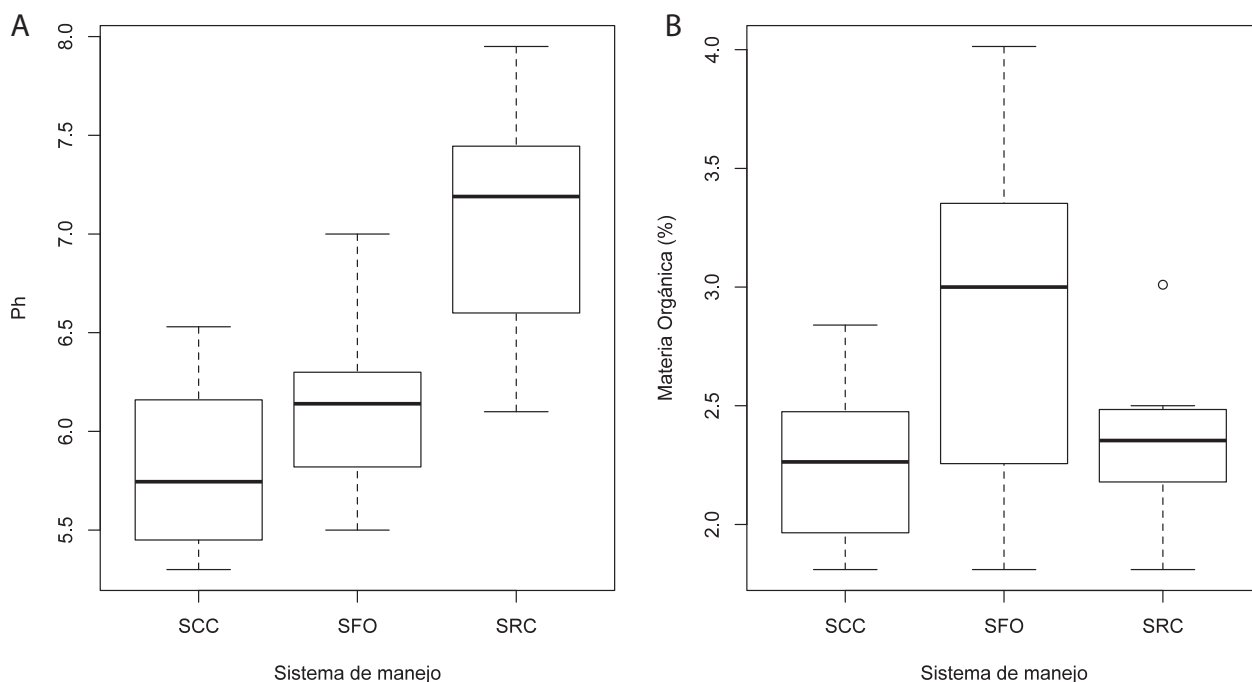 A
Ph
8.0
7.5
7.0
6.5
6.0
5.5
SCC SFO SRC
Sistema de manejo
B
Materia Orgánica (%)
4.0
3.5
3.0
2.5
2.0
SCC SFO SRC
Sistema de manejo